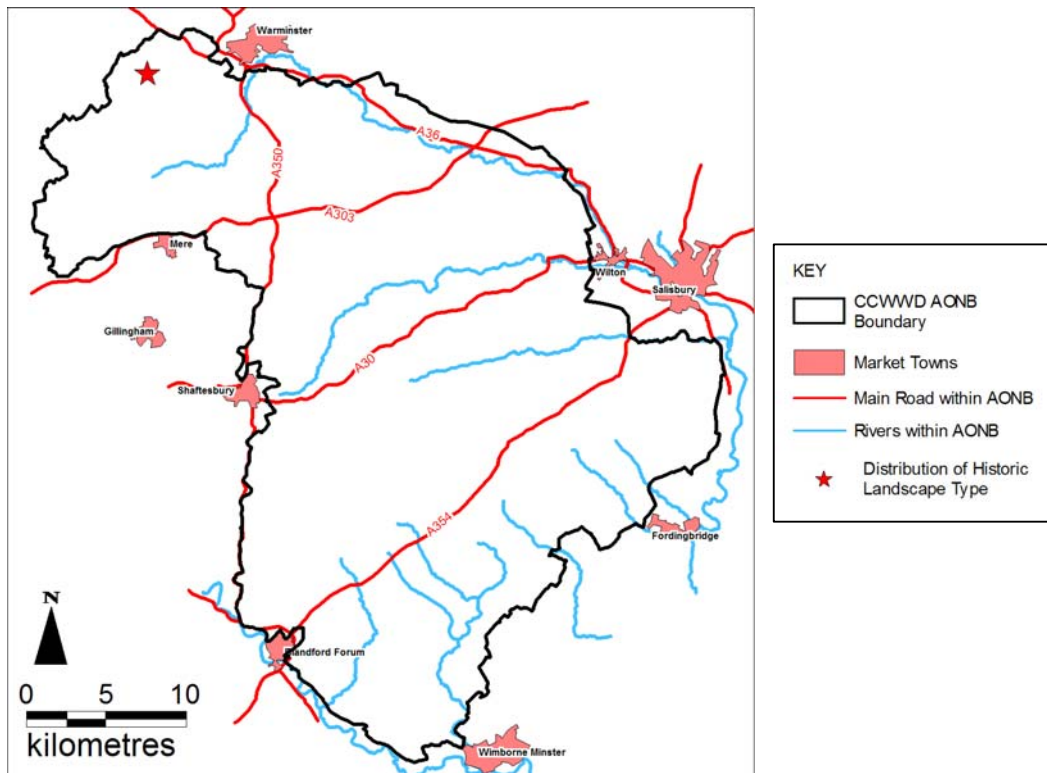 Warminster
A36
A350
A303
Mere
Wilton
Salisbury
Gillingham
A30
Shaftesbury
A354
Fordingbridge
N
Blandford Forum
0 5 10
kilometres
Wimborne Minster
KEY
CCWWD AONB
Boundary
Market Towns
Main Road within AONB
Rivers within AONB
Distribution of Historic
Landscape Type